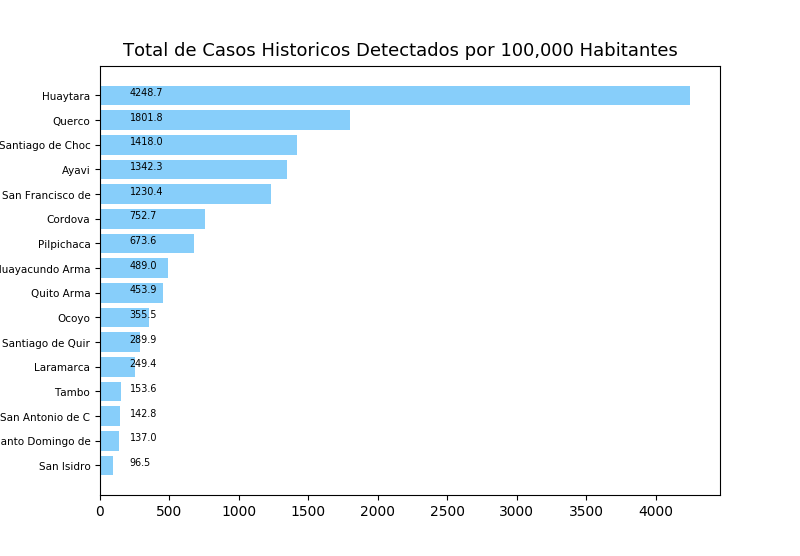 Total de Casos Historicos Detectados por 100,000 Habitantes
Huaytara 4248.7
Querco 1801.8
Santiago de Choc 1418.0
Ayavi 1342.3
San Francisco de 1230.4
Cordova 752.7
Pilpichaca 673.6
uayacundo Arma 489.0
Quito Arma 453.9
Ocoyo 355.5
Santiago de Quir 289.9
Laramarca 249.4
Tambo 153.6
San Antonio de C 142.8
anto Domingo de 137.0
San Isidro 96.5
0 500 1000 1500 2000 2500 3000 3500 4000